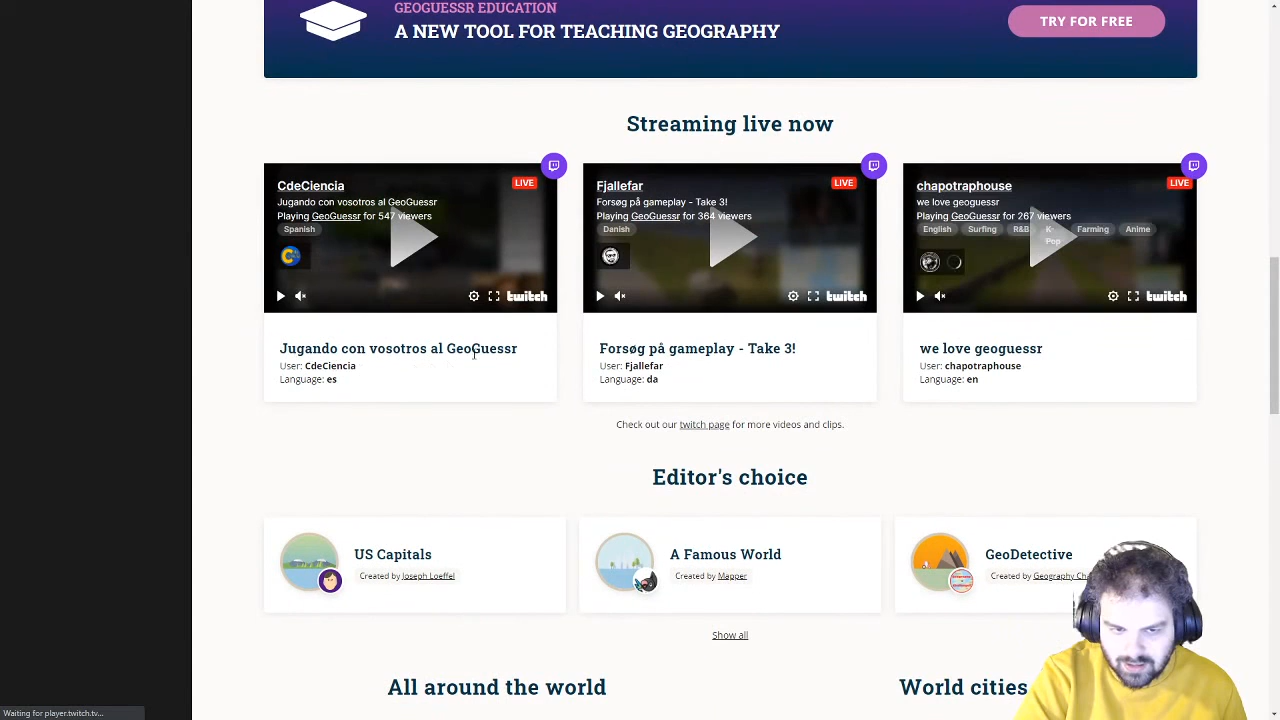 GEOGUESSR EDUCATION
A NEW TOOL FOR TEACHING GEOGRAPHY
TRY FOR FREE
Streaming live now
CdeCiencia
LIVE
Jugando con vosotros al GeoGuessr
Playing GeoGuessr for 547 viewers
Spanish
twitch
Jugando con vosotros al GeoGuessr
User: CdeCiencia
Language: es
Fjallefar
LIVE
Forsøg på gameplay - Take 3!
Playing GeoGuessr for 364 viewers
Danish
twitch
Forsøg på gameplay - Take 3!
User: Fjallefar
Language: da
chapotraphouse
LIVE
we love geoguessr
Playing GeoGuessr for 267 viewers
English Surfing R&B K-Pop Farming Anime
twitch
we love geoguessr
User: chapotraphouse
Language: en
Check out our twitch page for more videos and clips.
Editor's choice
US Capitals
Created by Joseph Loeffel
A Famous World
Created by Mapper
GeoDetective
Created by Geography
Show all
All around the world
World cities
Waiting for player.twitch.tv...